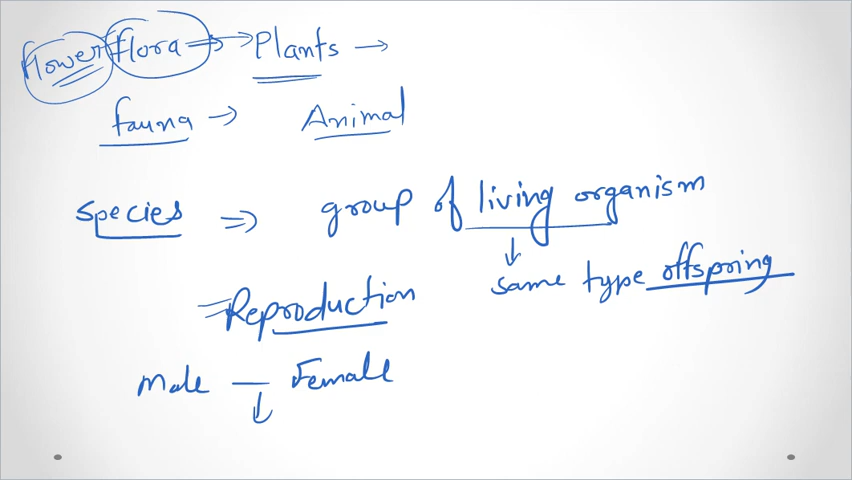 flower flora → → Plants →
fauna → Animal
species ⇒ group of living organism
↓
same type offspring
= Reproduction
male — Female
↓